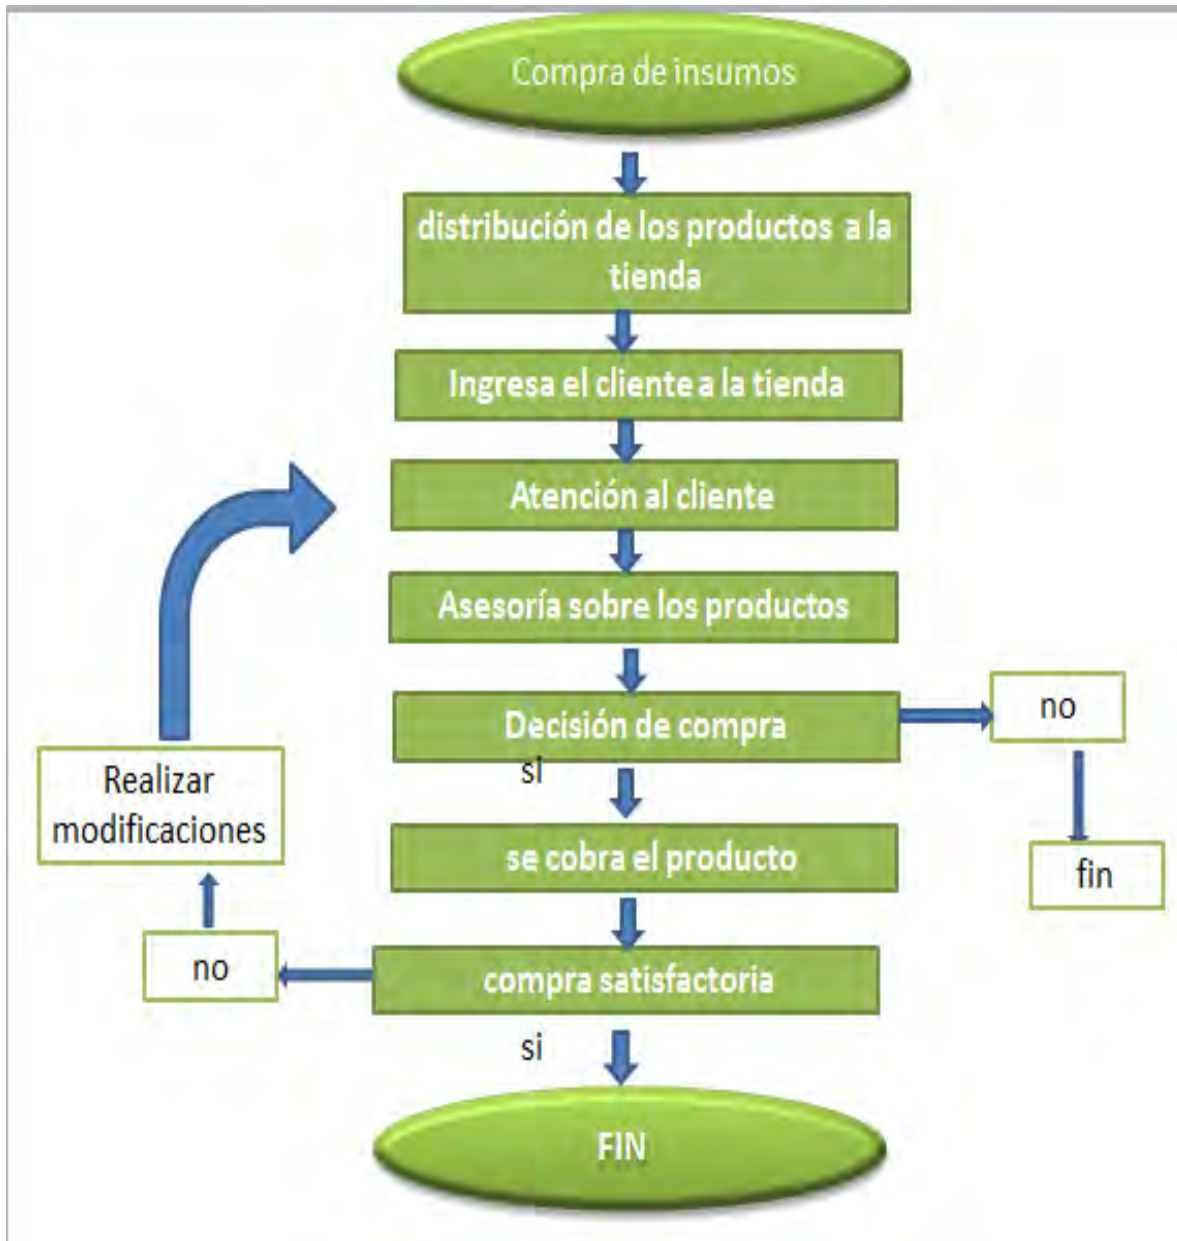 Compra de insumos
distribución de los productos a la
tienda
Ingresa el cliente a la tienda
Atención al cliente
Asesoría sobre los productos
Decisión de compra
no
si
Realizar
modificaciones
se cobra el producto
fin
no
compra satisfactoria
si
FIN